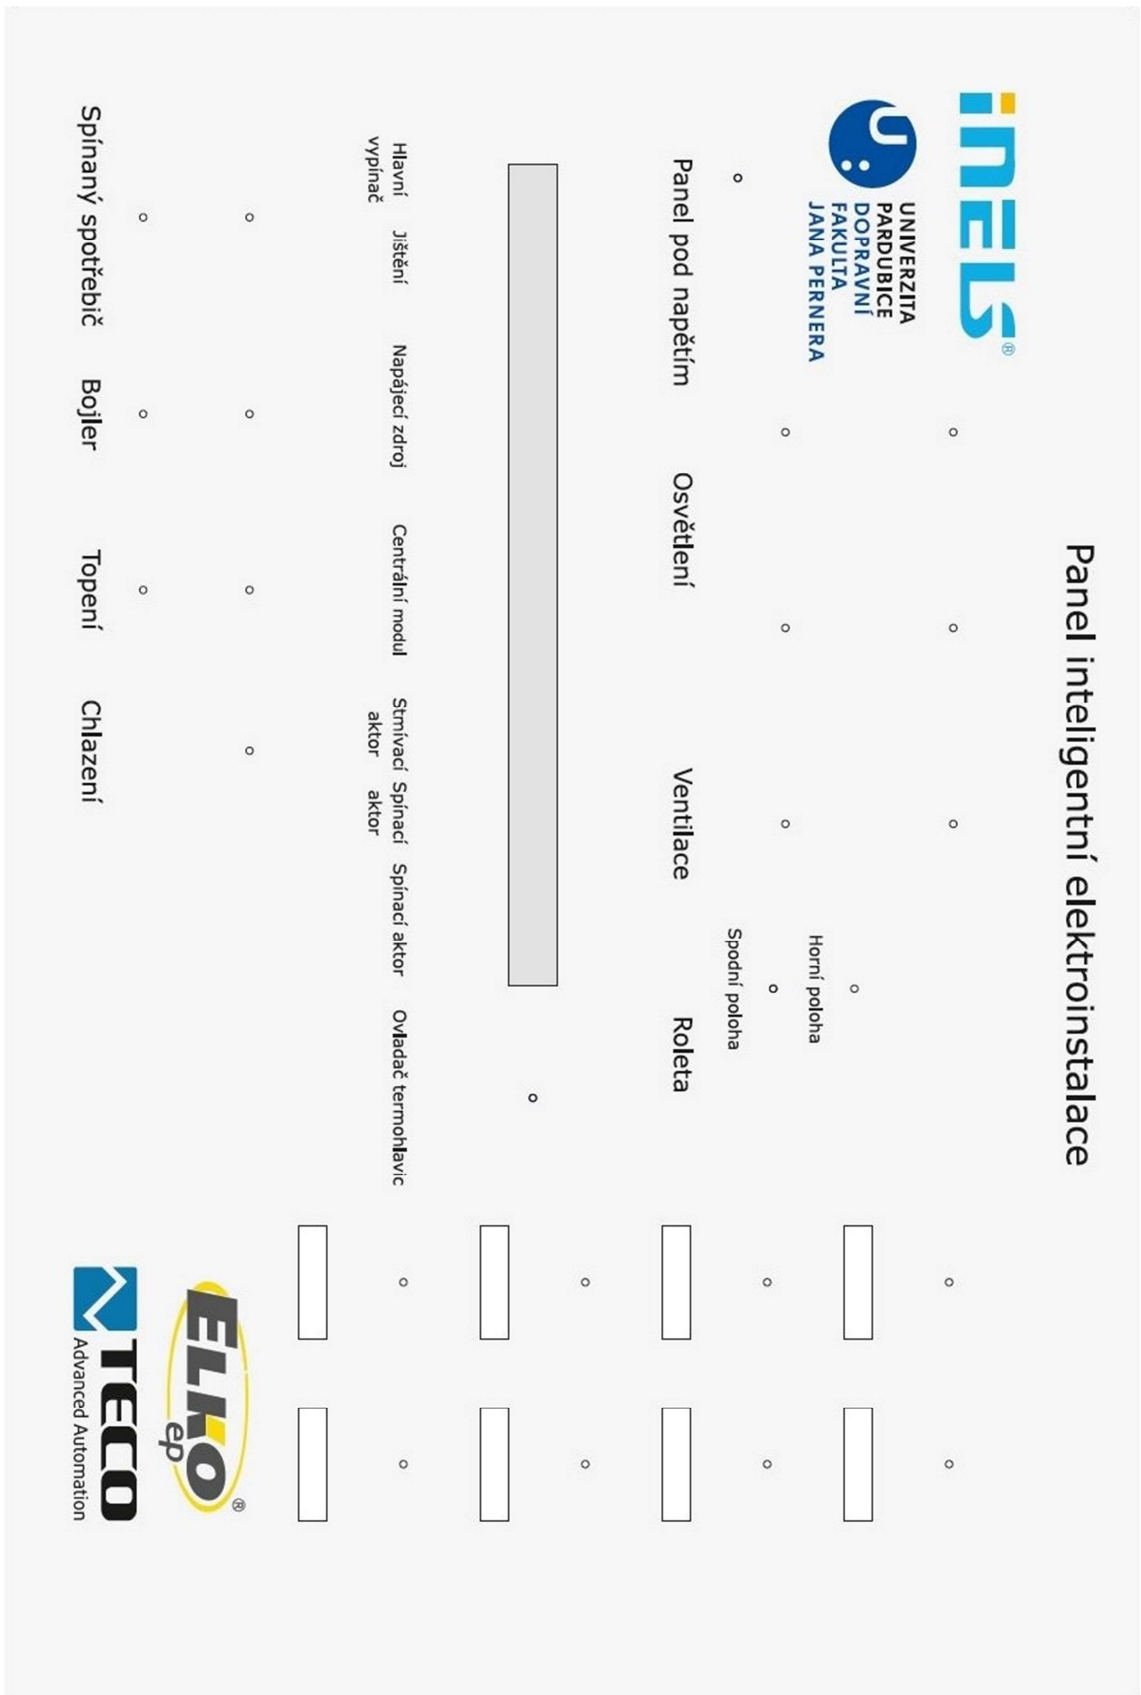 Panel inteligentní elektroinstalace
iNELS®
UNIVERZITA
PARDUBICE
DOPRAVNÍ
FAKULTA
JANA PERNERA
Horní poloha
Spodní poloha
Panel pod napětím
Osvětlení
Ventilace
Roleta
Hlavní
vypínač
Jištění
Napájecí zdroj
Centrální modul
Stmívací
aktor
Spínací
aktor
Spínací aktor
Ovladač termohlavic
Spínaný spotřebič
Bojler
Topení
Chlazení
ELKO
ep
®
TECO
Advanced Automation